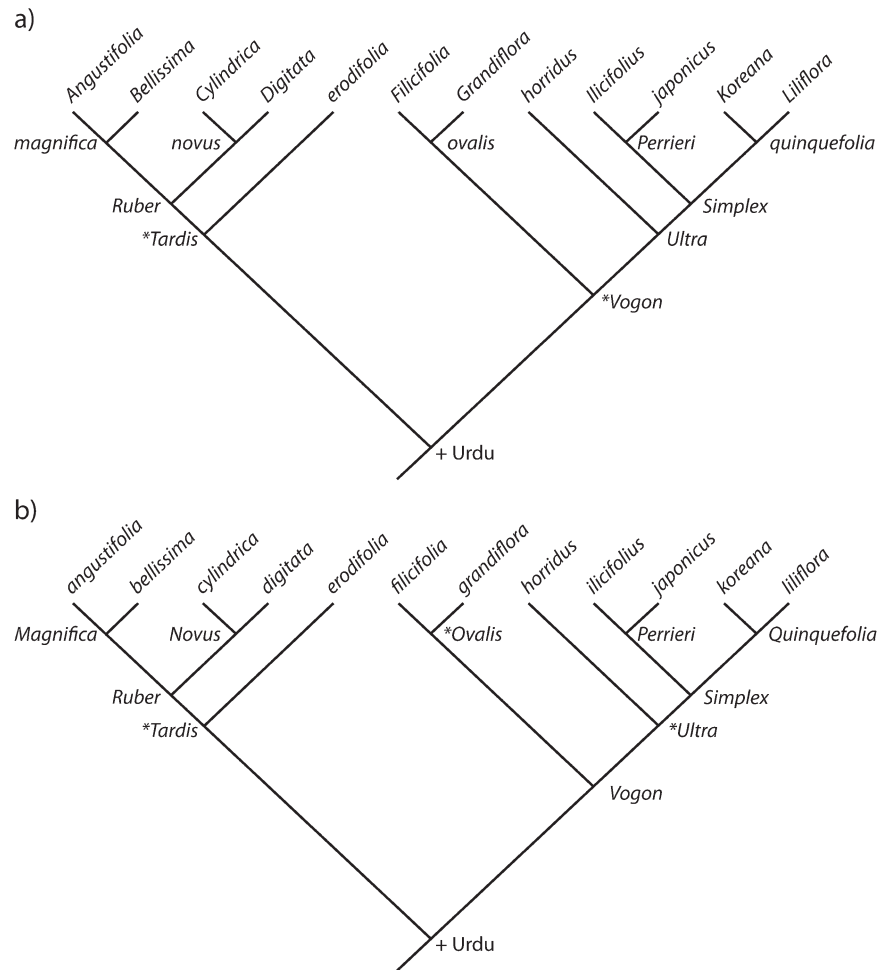 a)
Angustifolia
Bellissima
Cylindrica
Digitata
erodifolia
Filicifolia
Grandiflora
horridus
Ilicifolius
japonicus
Koreana
Liliflora
magnifica
novus
ovalis
Perrieri
quinquefolia
Ruber
Simplex
*Tardis
Ultra
*Vogon
+ Urdu
b)
angustifolia
bellissima
cylindrica
digitata
erodifolia
filicifolia
grandiflora
horridus
ilicifolius
japonicus
koreana
liliflora
Magnifica
Novus
*Ovalis
Perrieri
Quinquefolia
Ruber
Simplex
*Tardis
*Ultra
Vogon
+ Urdu